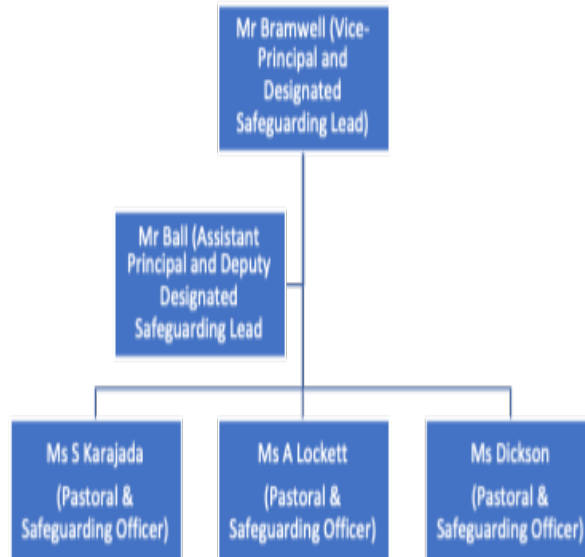 Mr Bramwell (Vice-
Principal and
Designated
Safeguarding Lead)
Mr Ball (Assistant
Principal and Deputy
Designated
Safeguarding Lead
Ms S Karajada
(Pastoral &
Safeguarding Officer)
Ms A Lockett
(Pastoral &
Safeguarding Officer)
Ms Dickson
(Pastoral &
Safeguarding Officer)